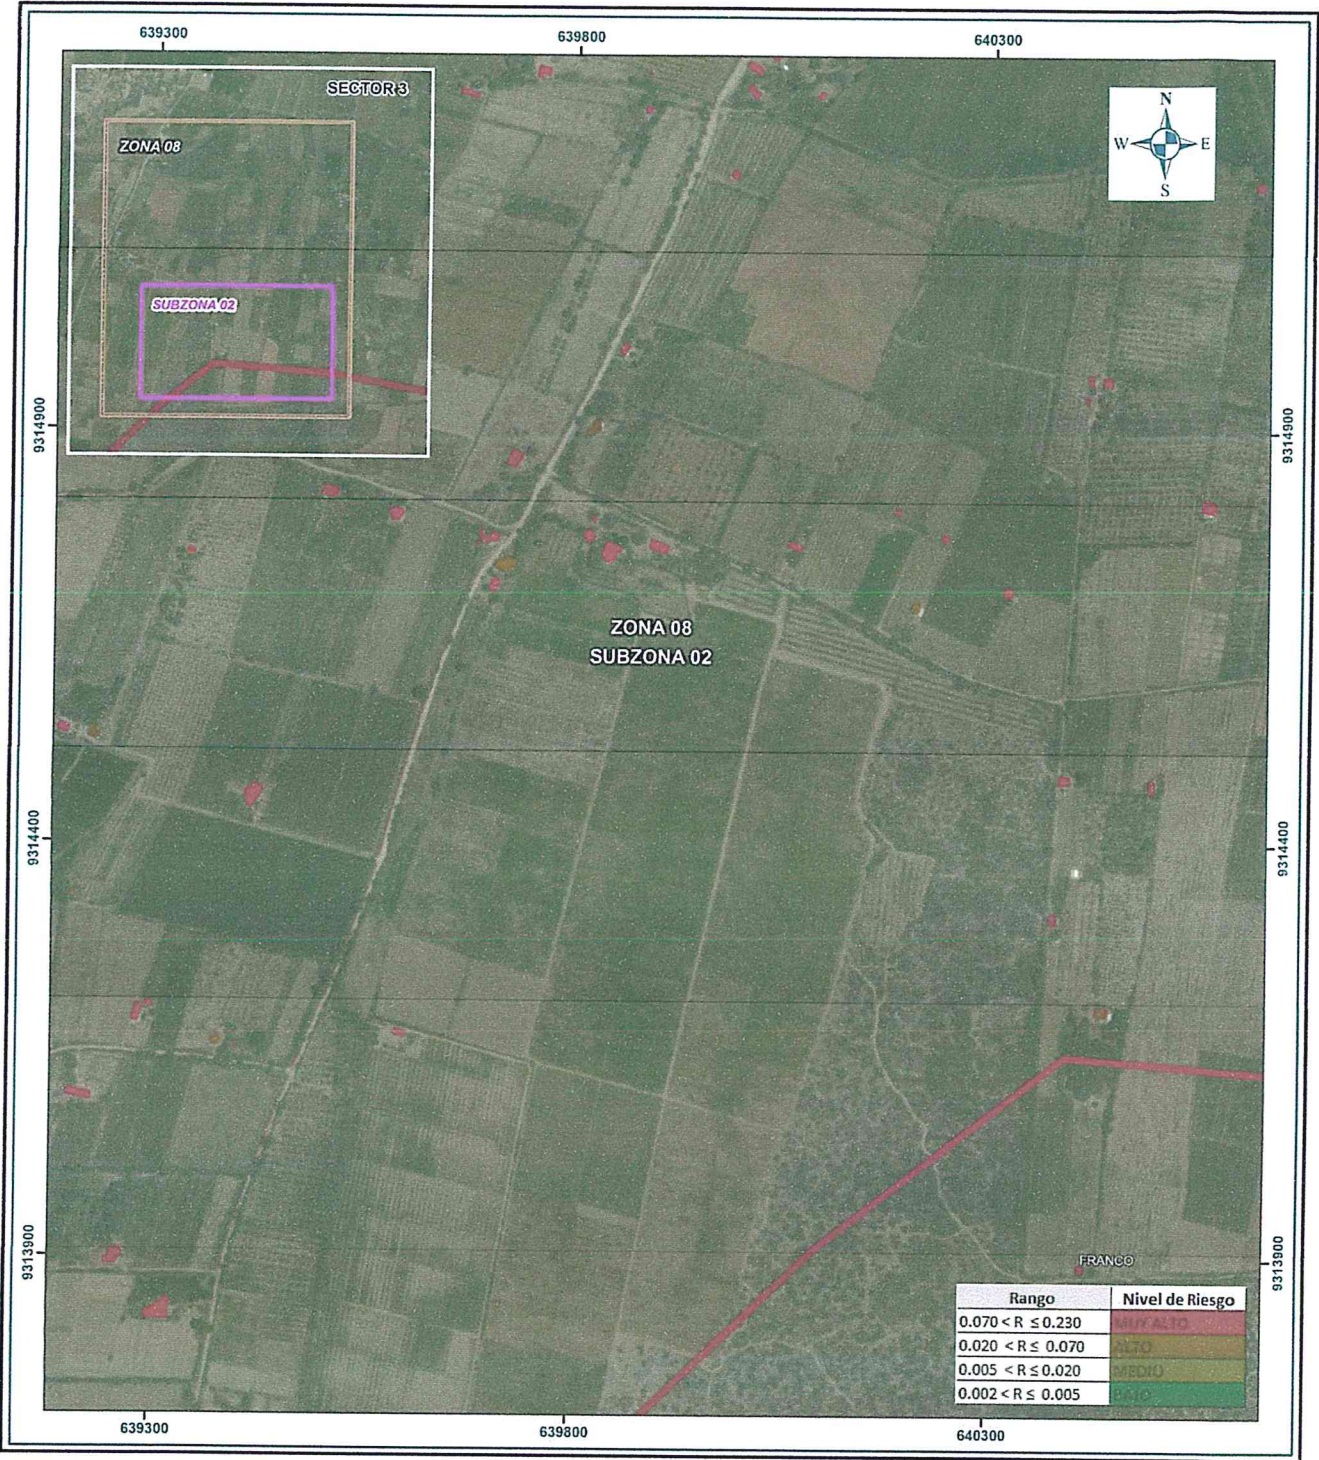 639300
639800
640300
SECTOR 3
ZONA 08
SUBZONA 02
N
W E
S
9314900
9314900
ZONA 08
SUBZONA 02
9314400
9314400
9313900
9313900
FRANCO
Rango Nivel de Riesgo
0.070 < R ≤ 0.230 MUY ALTO
0.020 < R ≤ 0.070 ALTO
0.005 < R ≤ 0.020 MEDIO
0.002 < R ≤ 0.005 BAJO
639300
639800
640300